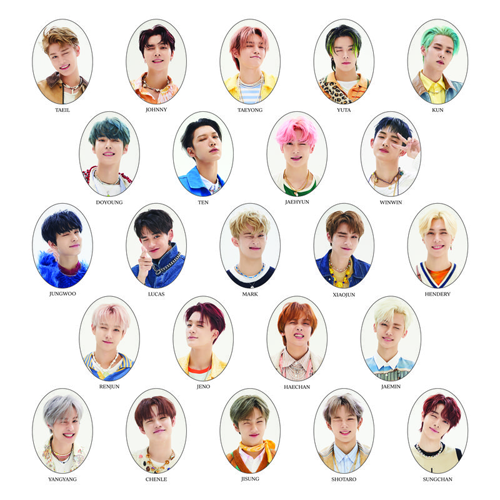 TAEIL JOHNNY TAEYONG YUTA KUN
DOYOUNG TEN JAEHYUN WINWIN
JUNGWOO LUCAS MARK XIAOJUN HENDERY
RENJUN JENO HAECHAN JAEMIN
YANGYANG CHENLE JISUNG SHOTARO SUNGCHAN